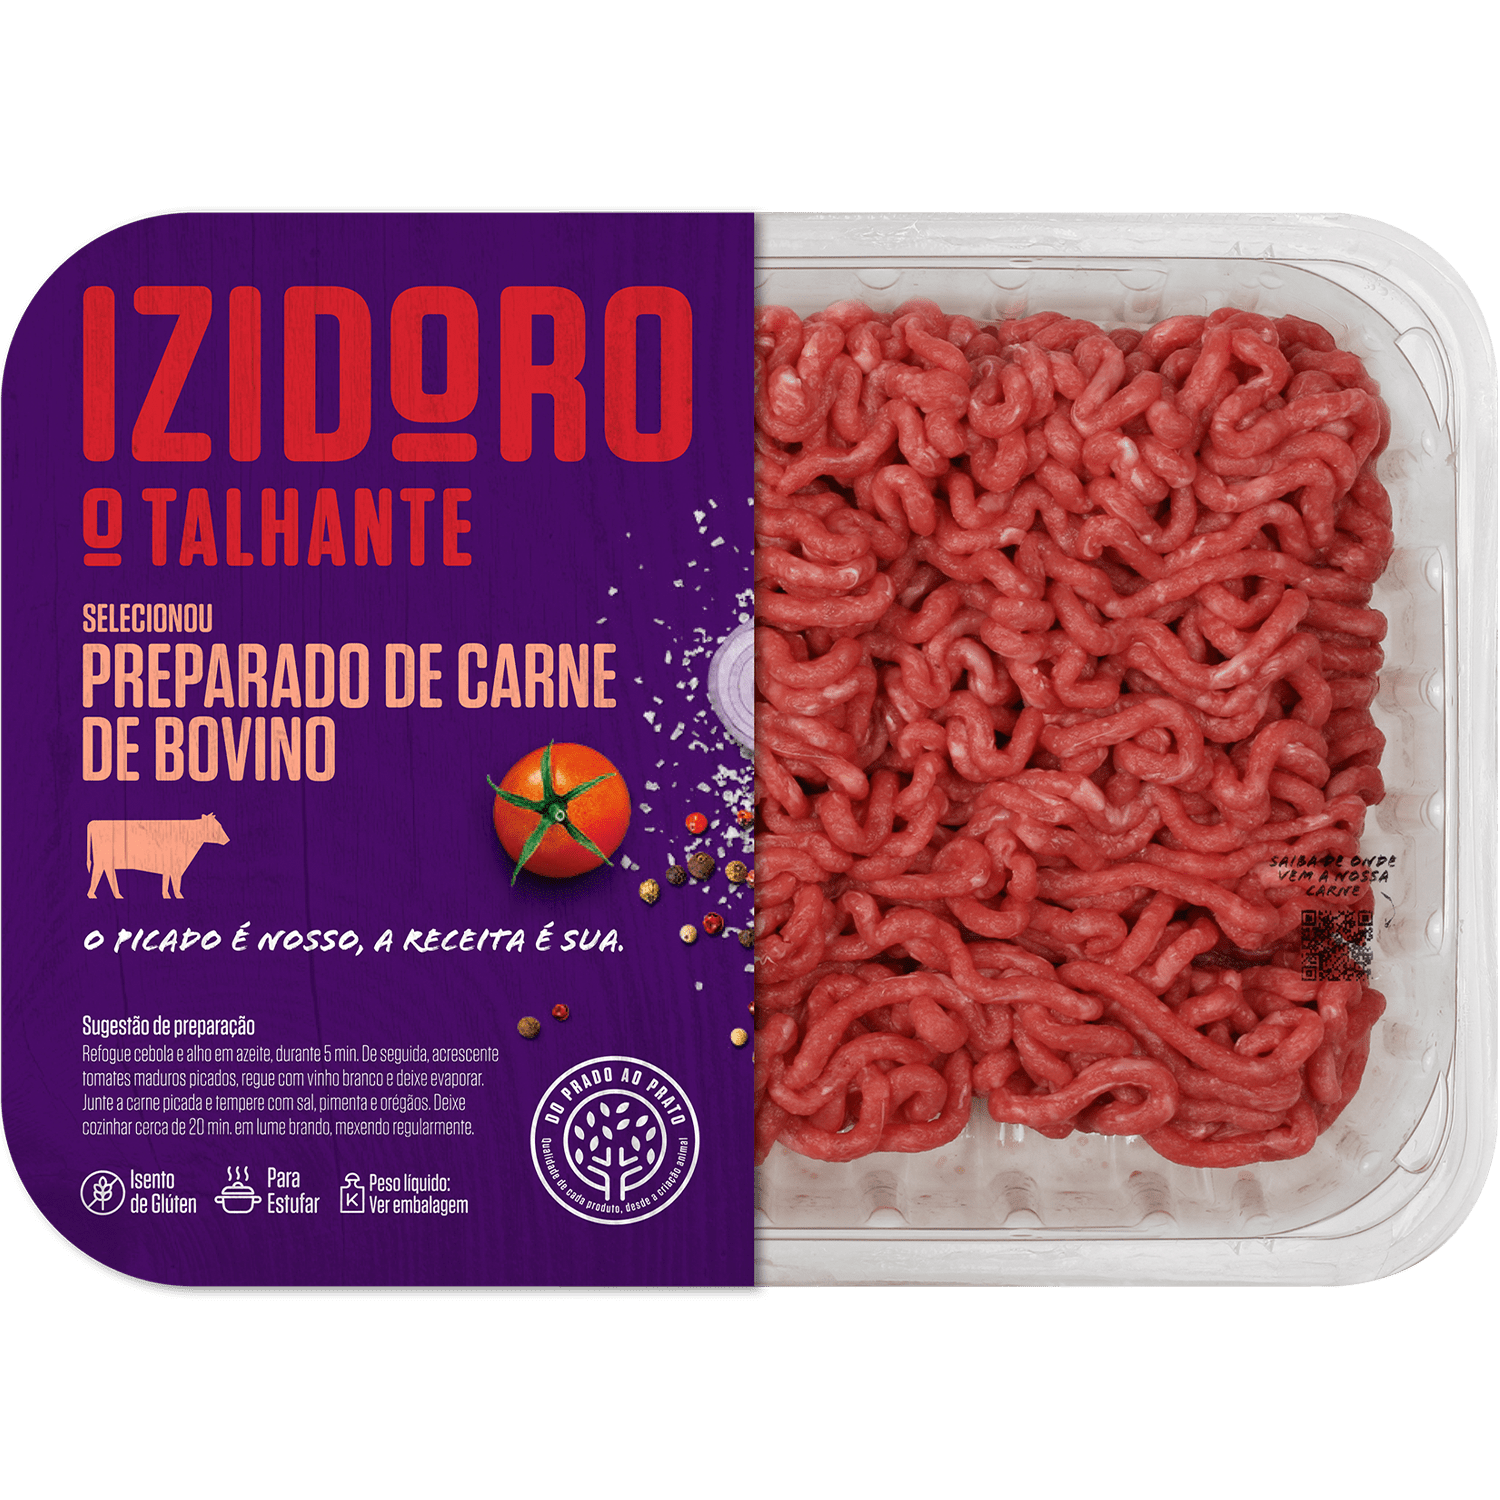 IZIDORO
O TALHANTE
SELECIONOU
PREPARADO DE CARNE
DE BOVINO
O PICADO É NOSSO, A RECEITA É SUA.
Sugestão de preparação
Refogue cebola e alho em azeite, durante 5 min. De seguida, acrescente
tomates maduros picados, regue com vinho branco e deixe evaporar.
Junte a carne picada e tempere com sal, pimenta e orégãos. Deixe
cozinhar cerca de 20 min. em lume brando, mexendo regularmente.
Isento
de Glúten
Para
Estufar
K
Peso líquido:
Ver embalagem
DO PRADO AO PRATO
Qualidade de cada produto, desde a criação animal
SAIBA DE ONDE
VEM A NOSSA
CARNE